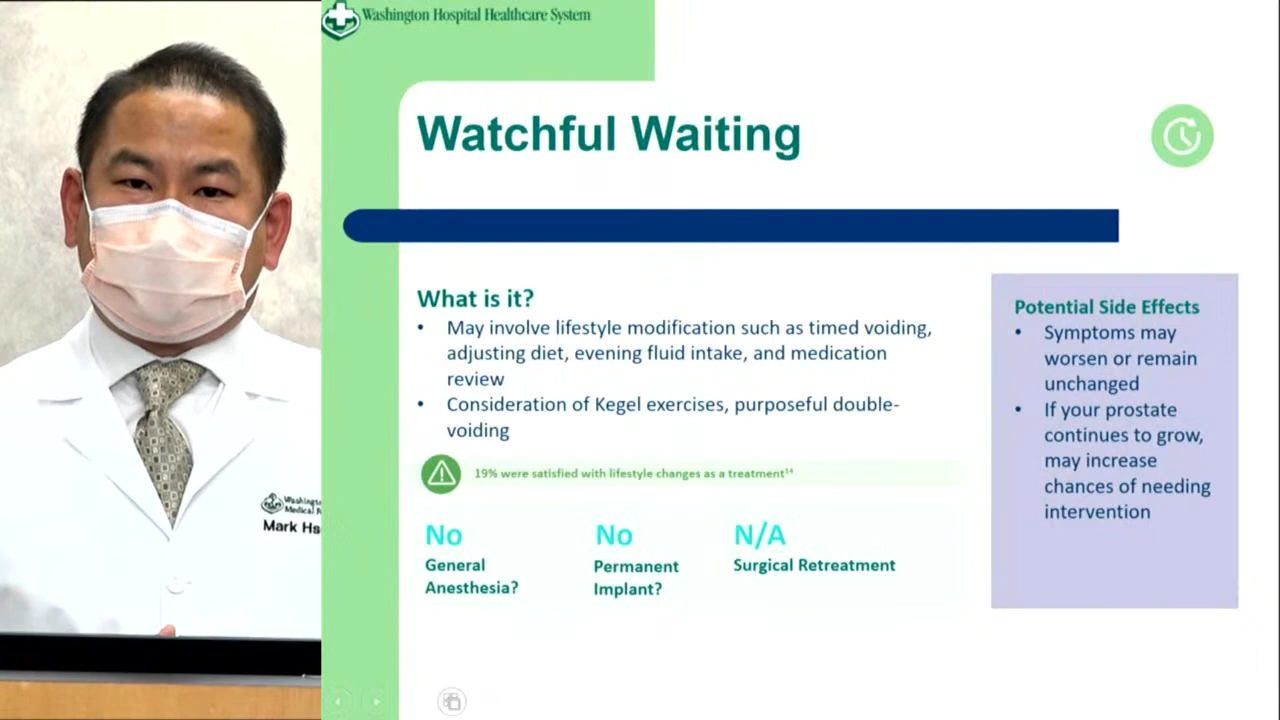 Washington Hospital Healthcare System
Watchful Waiting
What is it?
• May involve lifestyle modification such as timed voiding,
adjusting diet, evening fluid intake, and medication
review
• Consideration of Kegel exercises, purposeful double-
voiding
19% were satisfied with lifestyle changes as a treatment¹⁴
No
General
Anesthesia?
No
Permanent
Implant?
N/A
Surgical Retreatment
Potential Side Effects
• Symptoms may
worsen or remain
unchanged
• If your prostate
continues to grow,
may increase
chances of needing
intervention
Medical
Mark